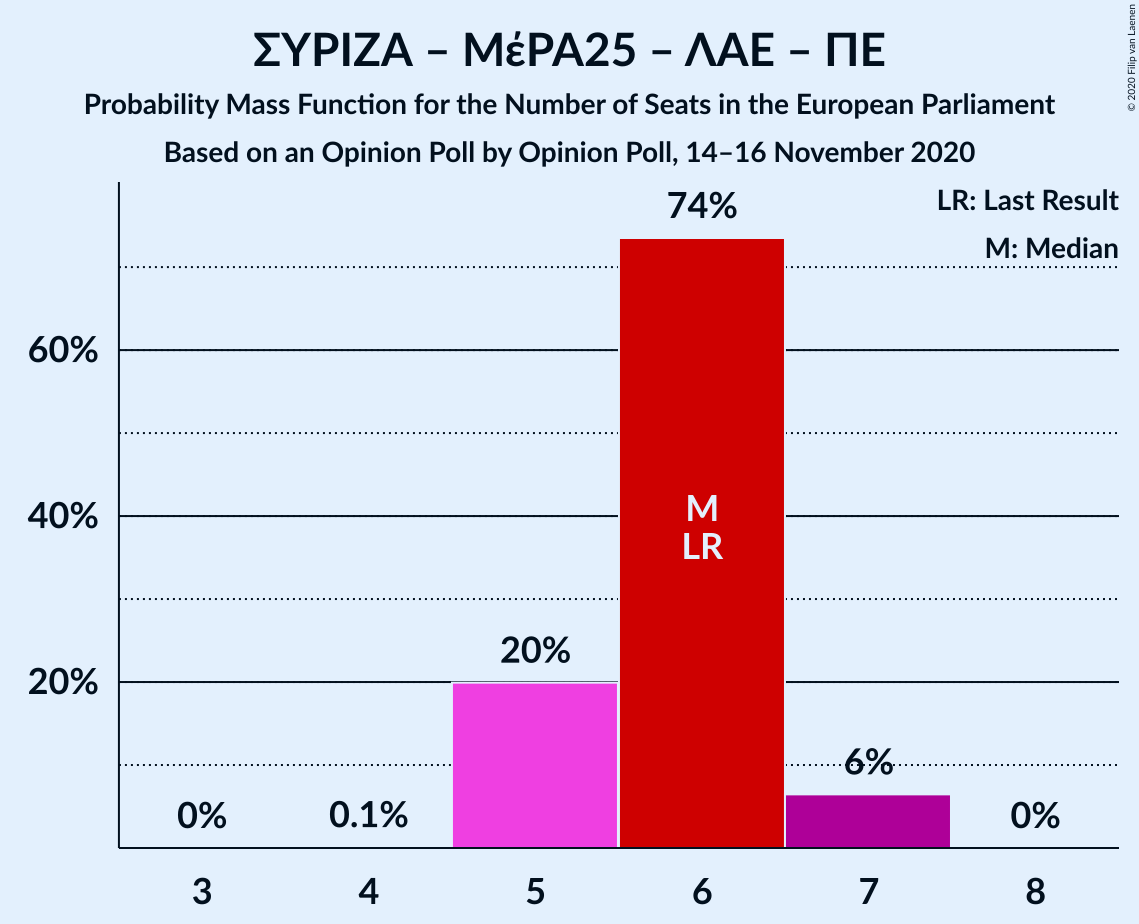 ΣΥΡΙΖΑ – ΜέΡΑ25 – ΛΑΕ – ΠΕ
Probability Mass Function for the Number of Seats in the European Parliament
Based on an Opinion Poll by Opinion Poll, 14–16 November 2020
© 2020 Filip van Laenen
LR: Last Result
M: Median
74%
60%
40%
M
LR
20%
20%
6%
0%
0.1%
0%
3 4 5 6 7 8